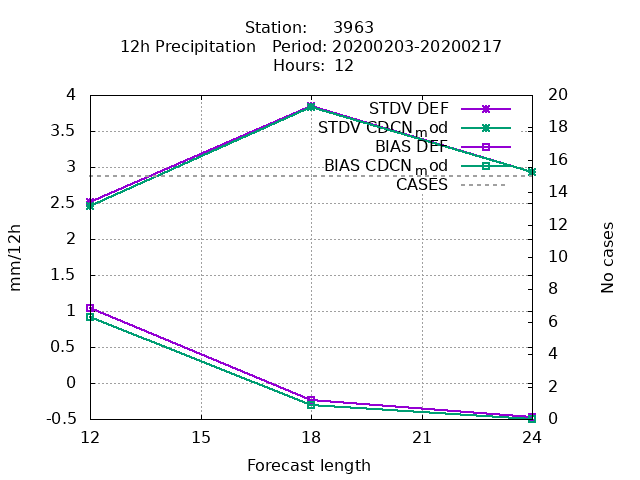 Station: 3963
12h Precipitation Period: 20200203-20200217
Hours: 12
4
3.5
3
2.5
2
1.5
1
0.5
0
-0.5
20
18
16
14
12
10
8
6
4
2
0
STDV DEF
STDV CDCNmod
BIAS DEF
BIAS CDCNmod
CASES
mm/12h
No cases
12 15 18 21 24
Forecast length